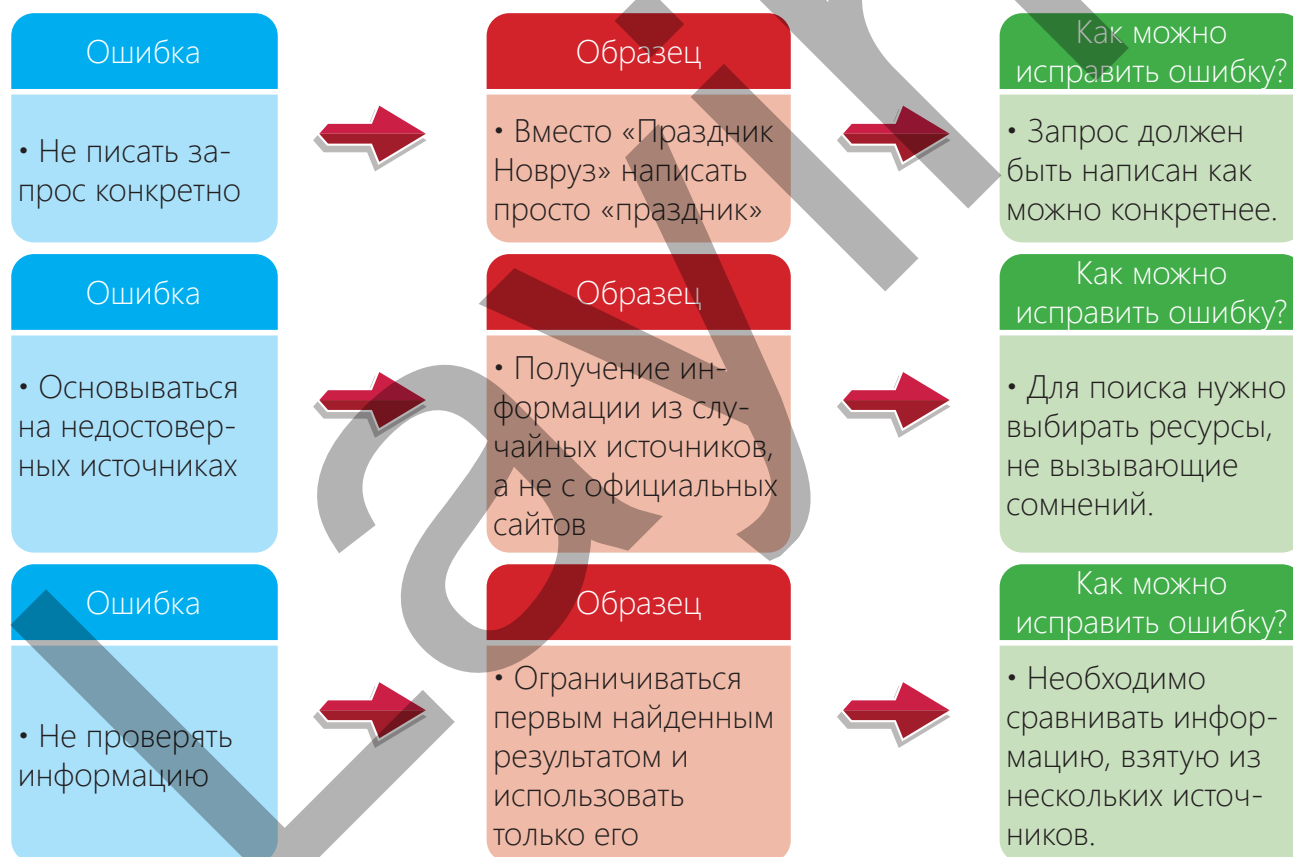 Ошибка
• Не писать за-
прос конкретно
Образец
• Вместо «Праздник
Новруз» написать
просто «праздник»
Как можно
исправить ошибку?
• Запрос должен
быть написан как
можно конкретнее.
Ошибка
• Основываться
на недостовер-
ных источниках
Образец
• Получение ин-
формации из слу-
чайных источников,
а не с официальных
сайтов
Как можно
исправить ошибку?
• Для поиска нужно
выбирать ресурсы,
не вызывающие
сомнений.
Ошибка
• Не проверять
информацию
Образец
• Ограничиваться
первым найденным
результатом и
использовать
только его
Как можно
исправить ошибку?
• Необходимо
сравнивать инфор-
мацию, взятую из
нескольких источ-
ников.